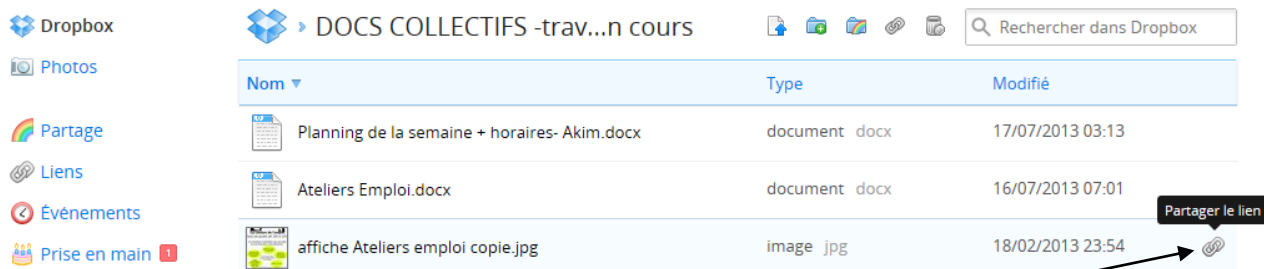 Dropbox
Photos
Partage
Liens
Événements
Prise en main 1
› DOCS COLLECTIFS -trav...n cours
Rechercher dans Dropbox
Nom ▼ Type Modifié
Planning de la semaine + horaires- Akim.docx document docx 17/07/2013 03:13
Ateliers Emploi.docx document docx 16/07/2013 07:01
Partager le lien
affiche Ateliers emploi copie.jpg image jpg 18/02/2013 23:54